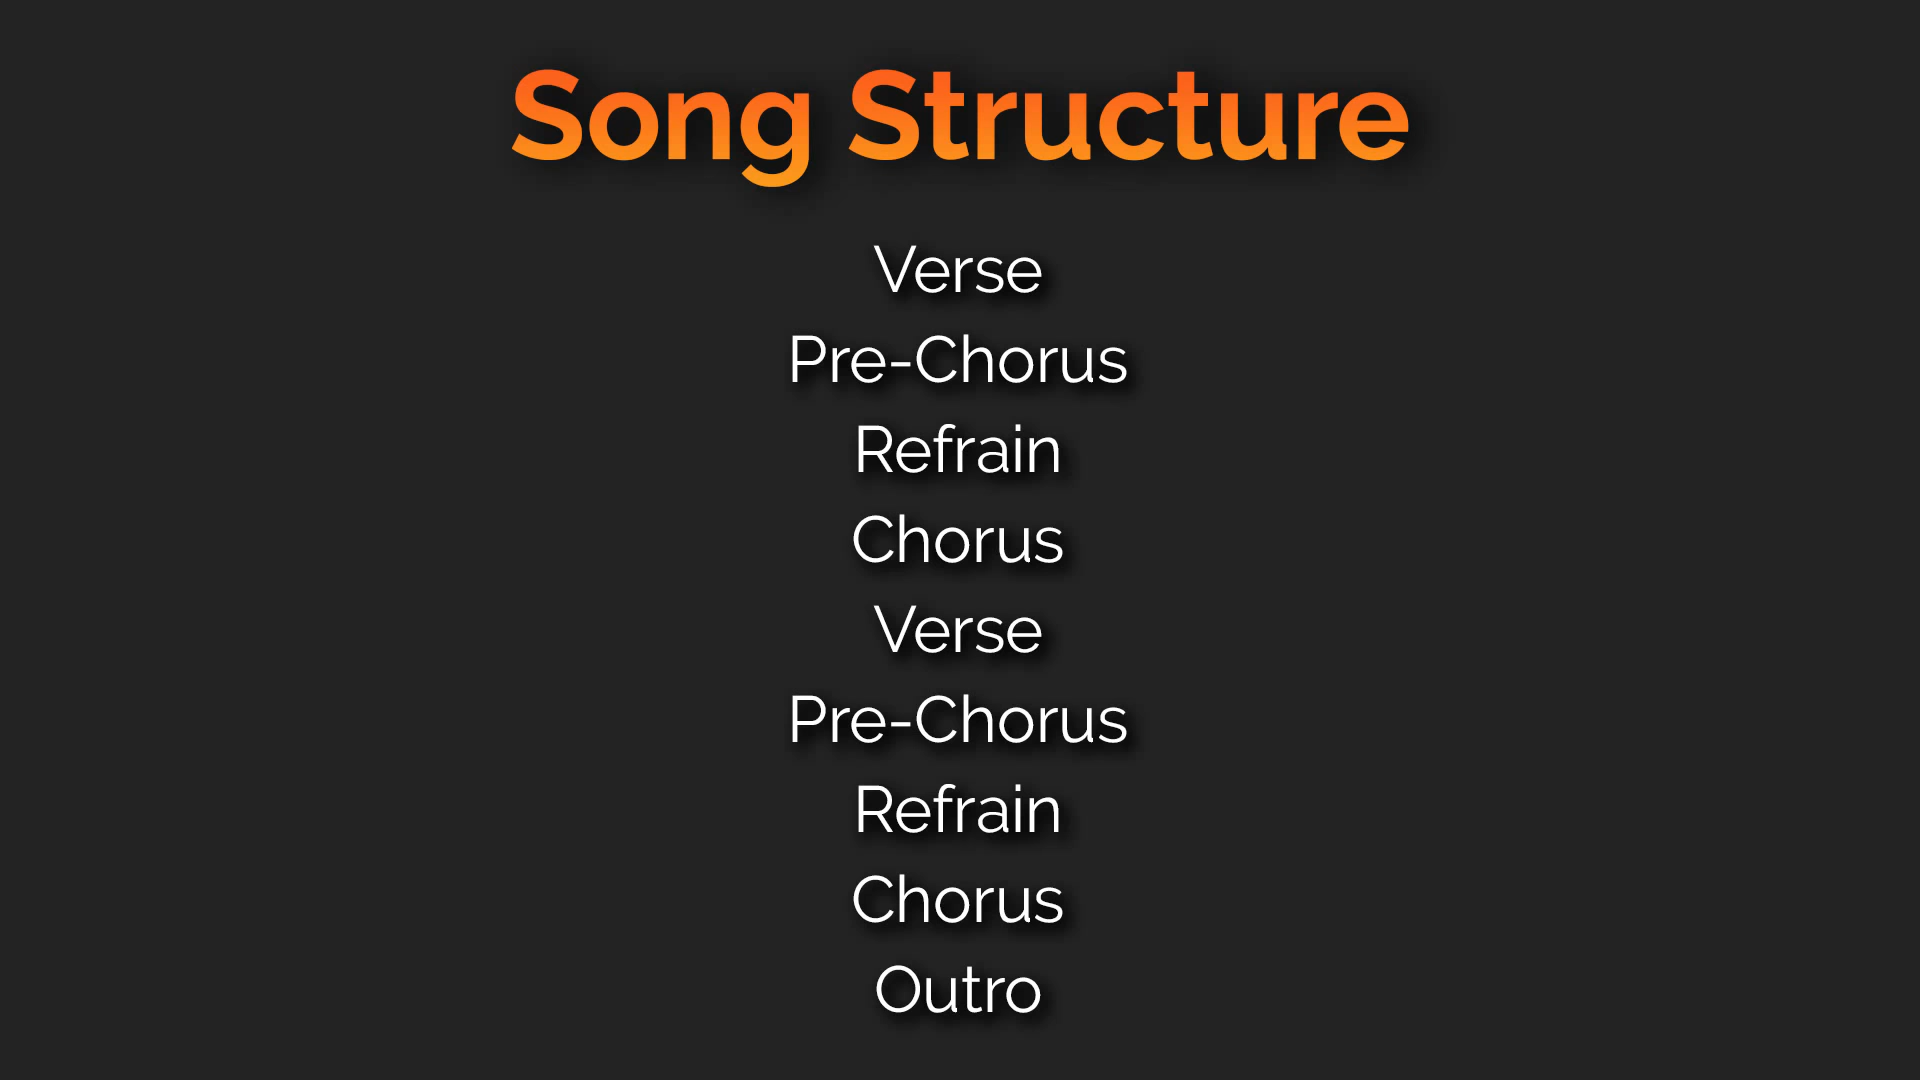 Song Structure
Verse
Pre-Chorus
Refrain
Chorus
Verse
Pre-Chorus
Refrain
Chorus
Outro